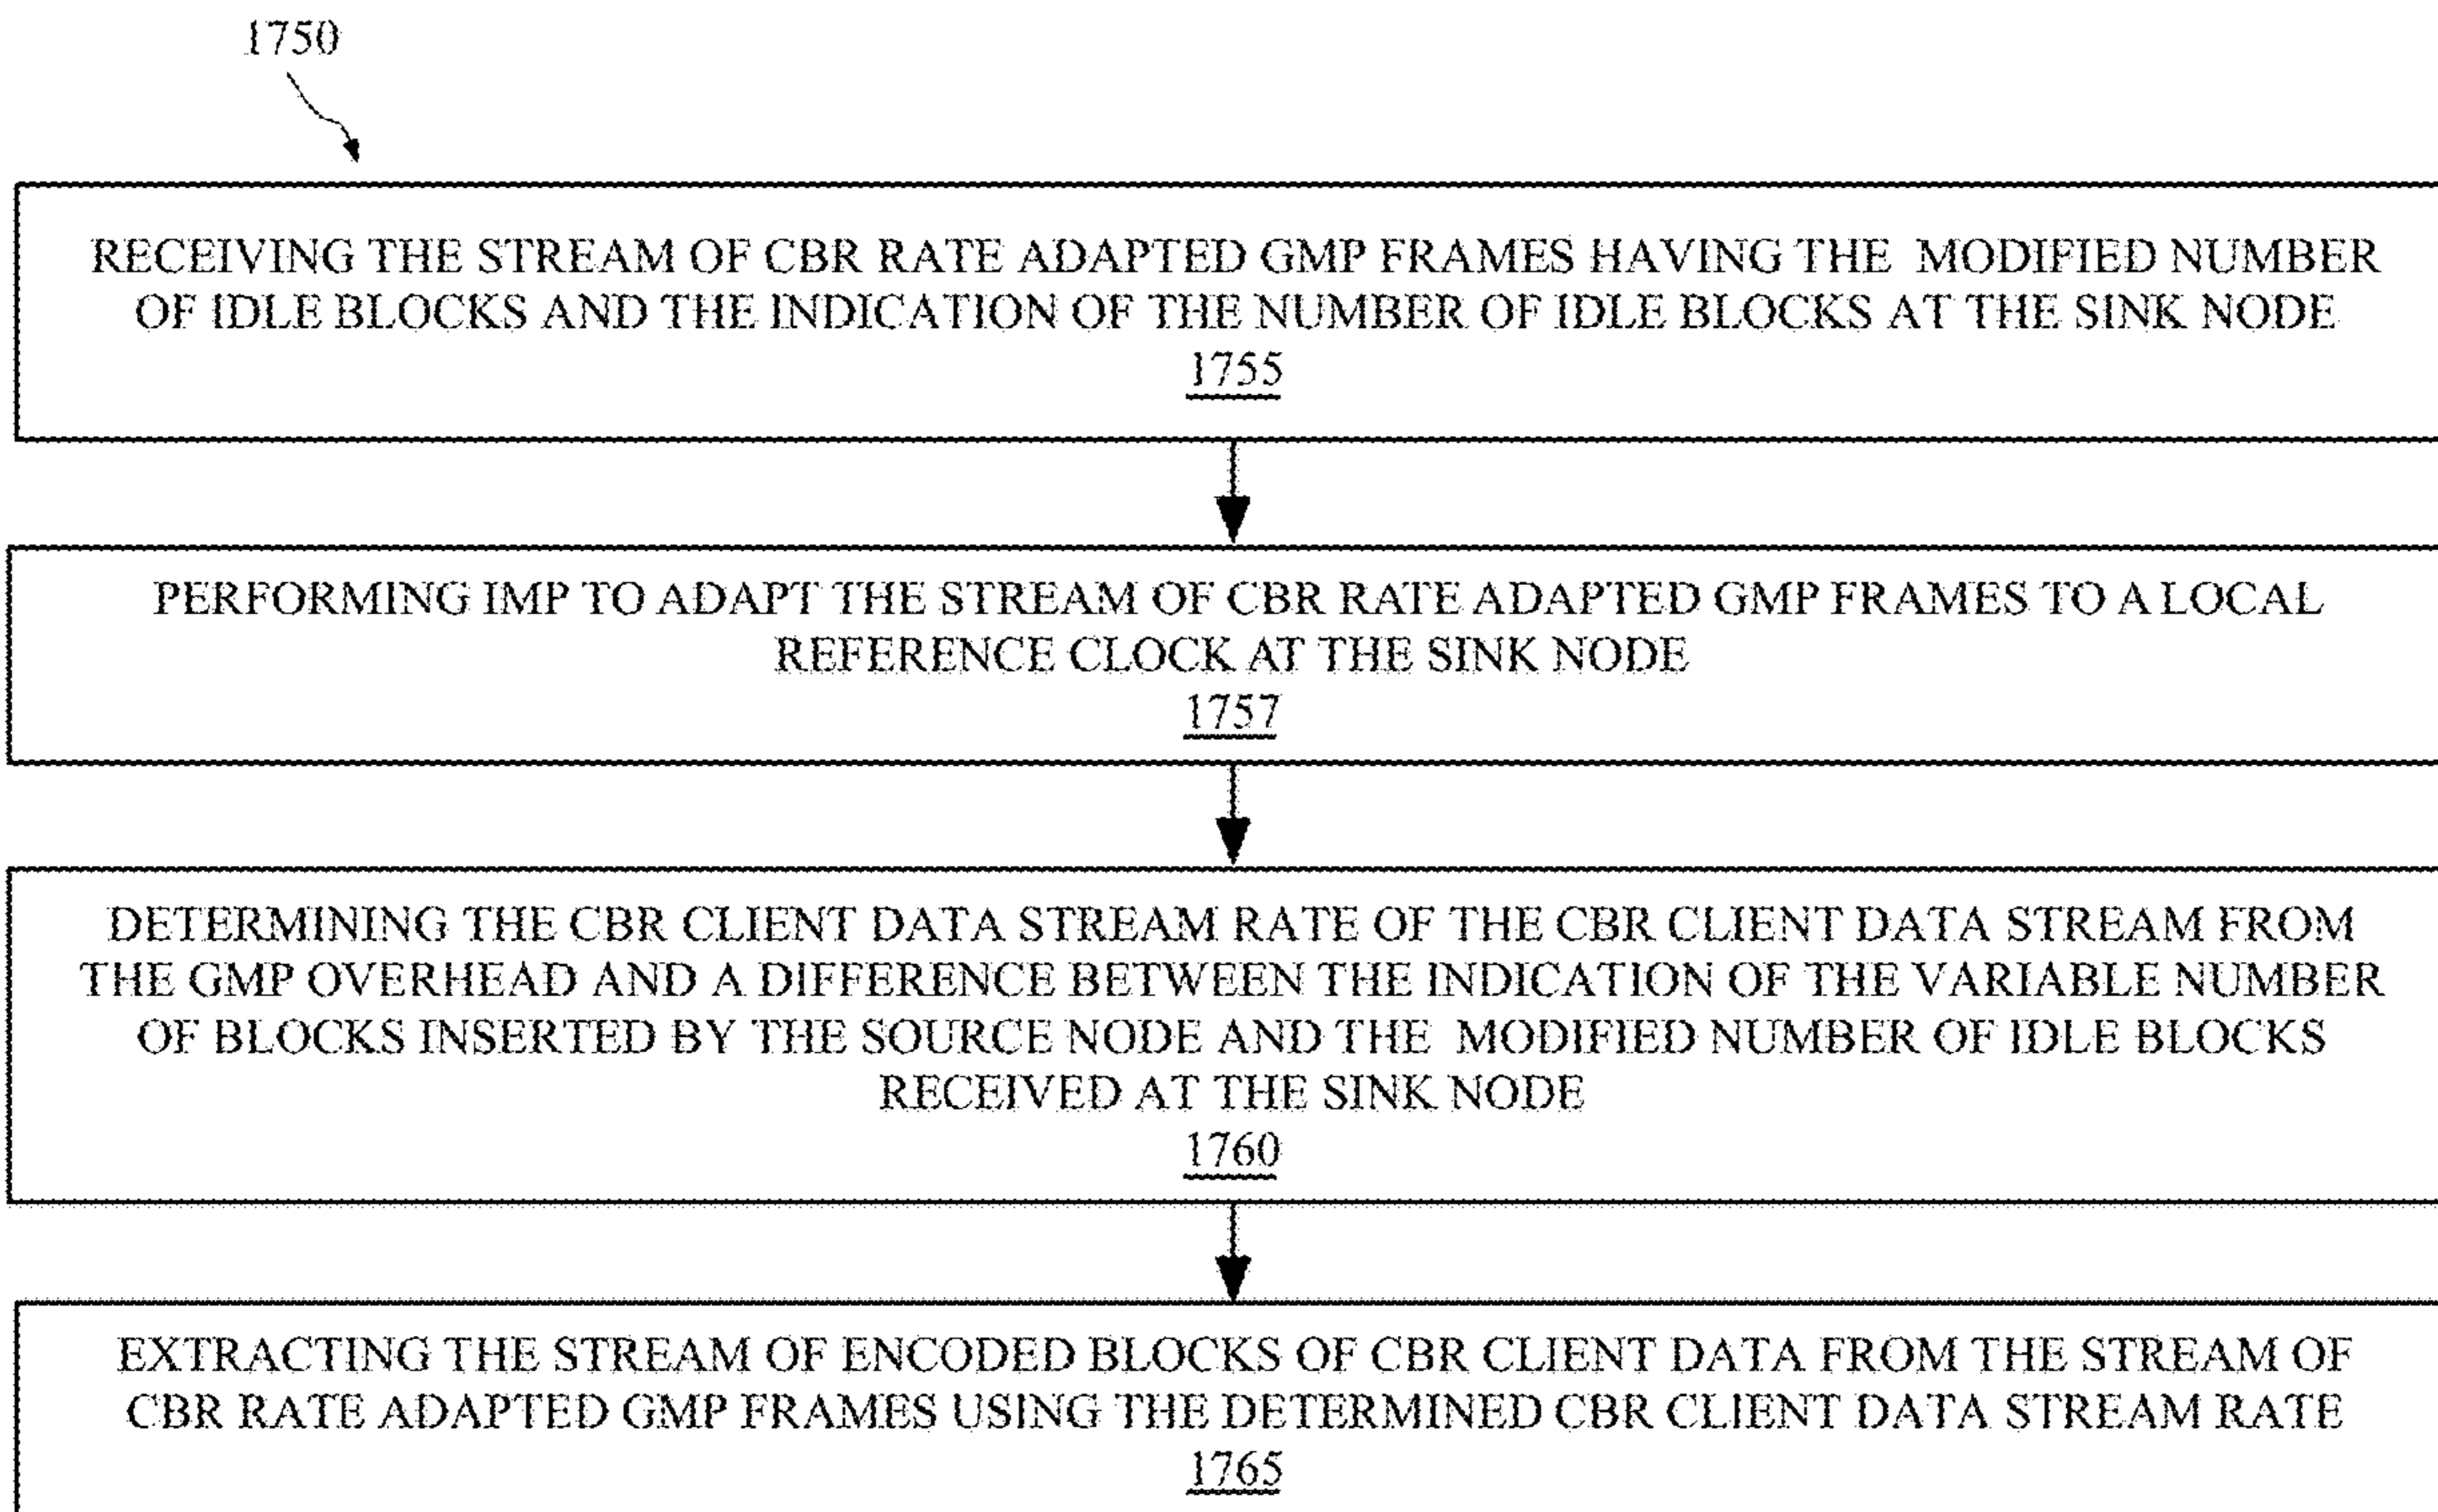 1750
RECEIVING THE STREAM OF CBR RATE ADAPTED GMP FRAMES HAVING THE MODIFIED NUMBER
OF IDLE BLOCKS AND THE INDICATION OF THE NUMBER OF IDLE BLOCKS AT THE SINK NODE
1755
PERFORMING IMP TO ADAPT THE STREAM OF CBR RATE ADAPTED GMP FRAMES TO A LOCAL
REFERENCE CLOCK AT THE SINK NODE
1757
DETERMINING THE CBR CLIENT DATA STREAM RATE OF THE CBR CLIENT DATA STREAM FROM
THE GMP OVERHEAD AND A DIFFERENCE BETWEEN THE INDICATION OF THE VARIABLE NUMBER
OF BLOCKS INSERTED BY THE SOURCE NODE AND THE MODIFIED NUMBER OF IDLE BLOCKS
RECEIVED AT THE SINK NODE
1760
EXTRACTING THE STREAM OF ENCODED BLOCKS OF CBR CLIENT DATA FROM THE STREAM OF
CBR RATE ADAPTED GMP FRAMES USING THE DETERMINED CBR CLIENT DATA STREAM RATE
1765